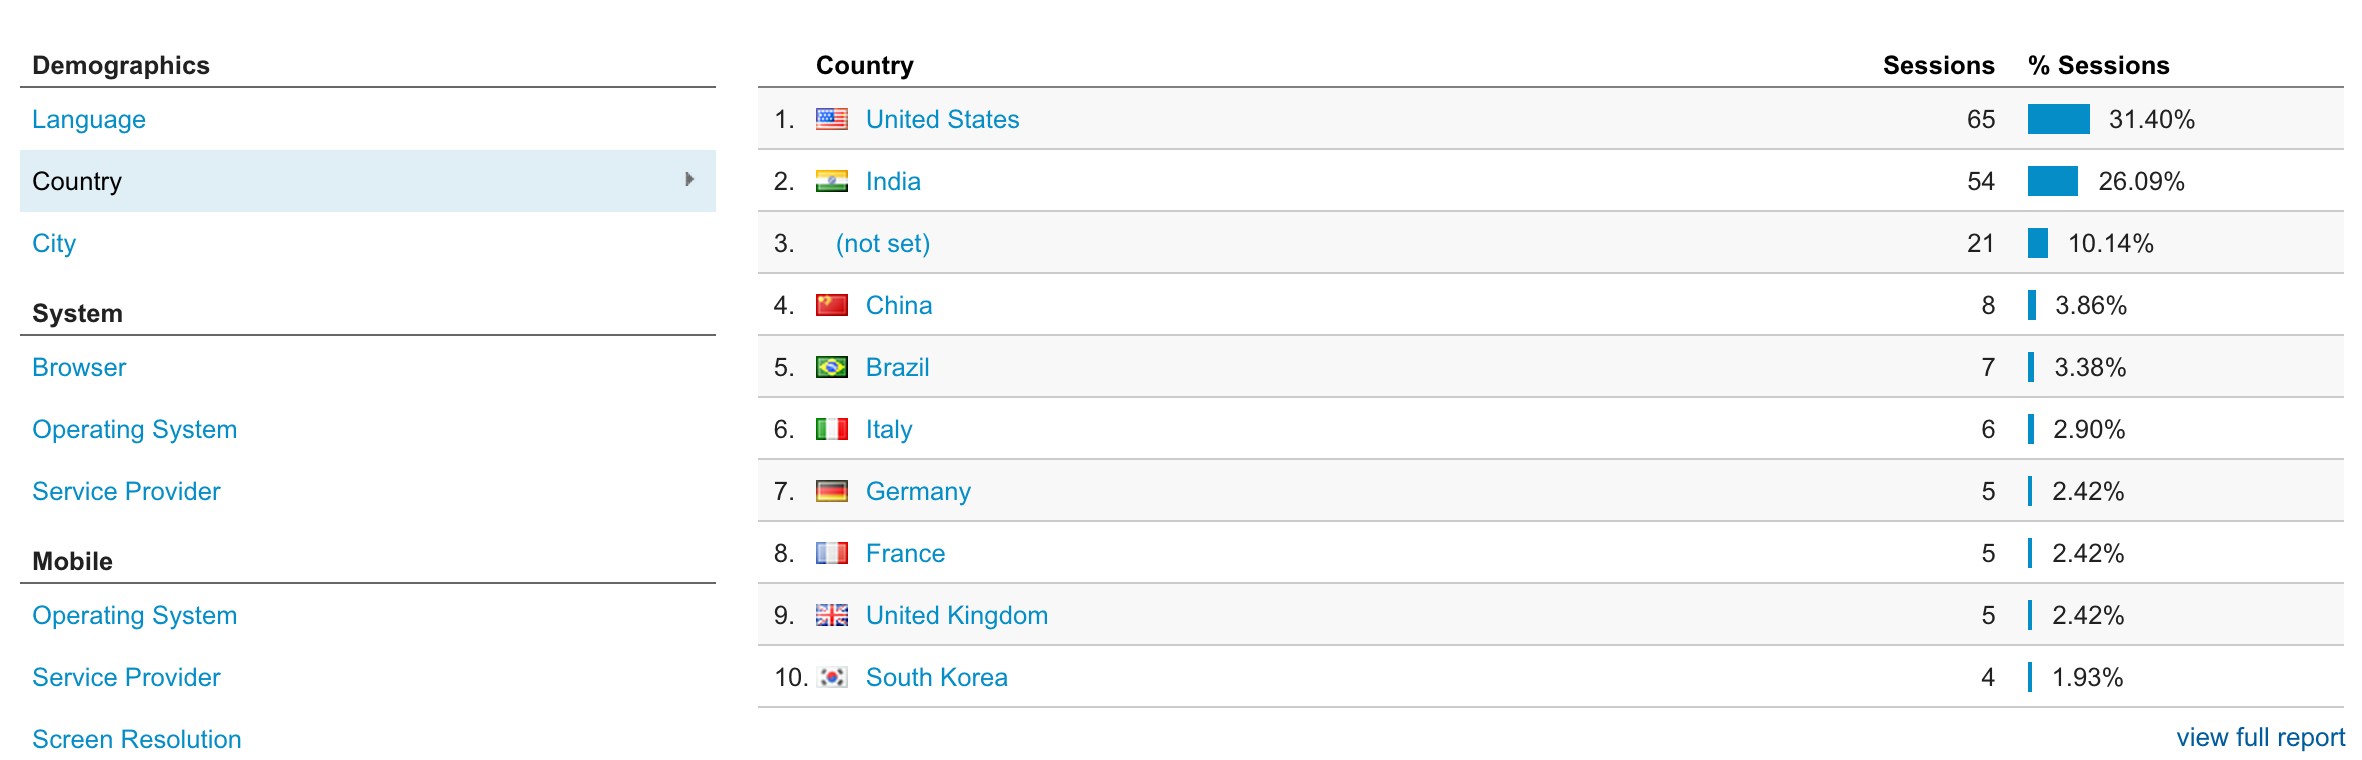 Demographics
Language
Country
City
System
Browser
Operating System
Service Provider
Mobile
Operating System
Service Provider
Screen Resolution
Country Sessions % Sessions
1. United States 65 31.40%
2. India 54 26.09%
3. (not set) 21 10.14%
4. China 8 3.86%
5. Brazil 7 3.38%
6. Italy 6 2.90%
7. Germany 5 2.42%
8. France 5 2.42%
9. United Kingdom 5 2.42%
10. South Korea 4 1.93%
view full report